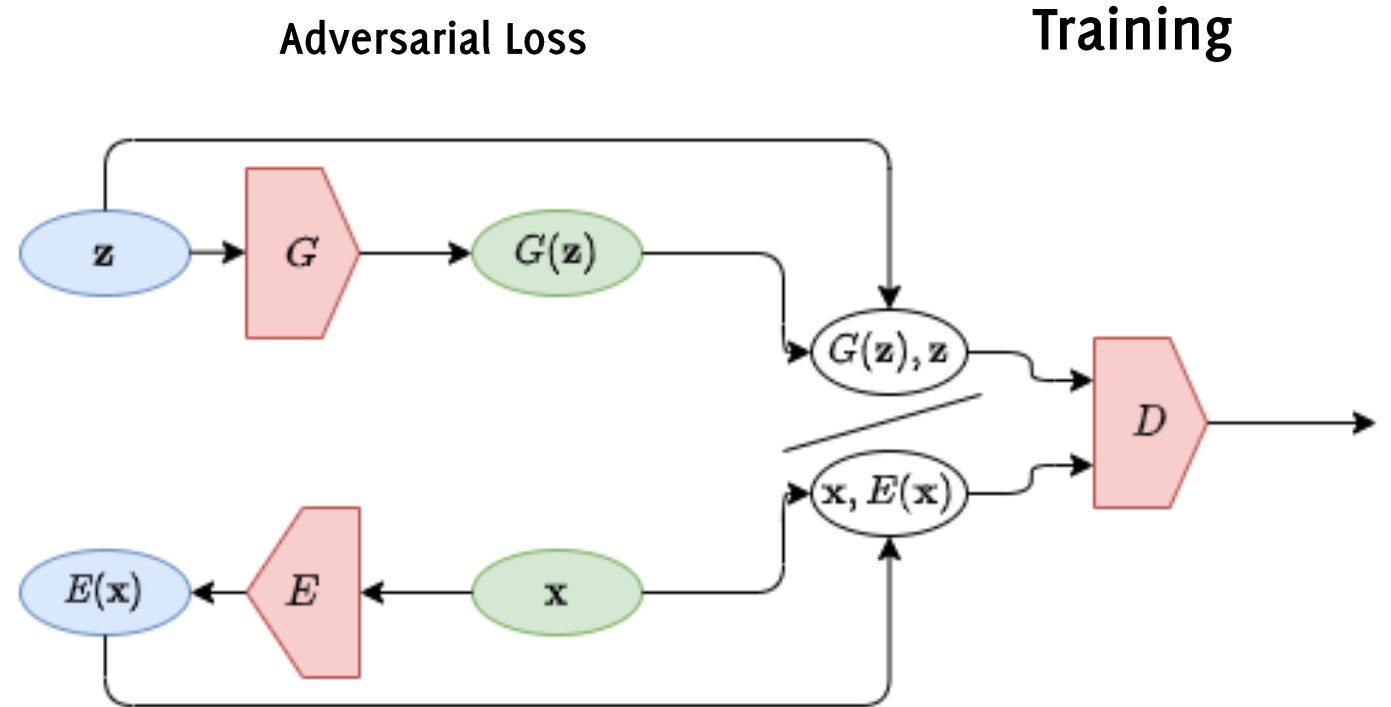 Adversarial Loss
Training
z
G
G(z)
G(z), z
D
x, E(x)
E(x)
E
x